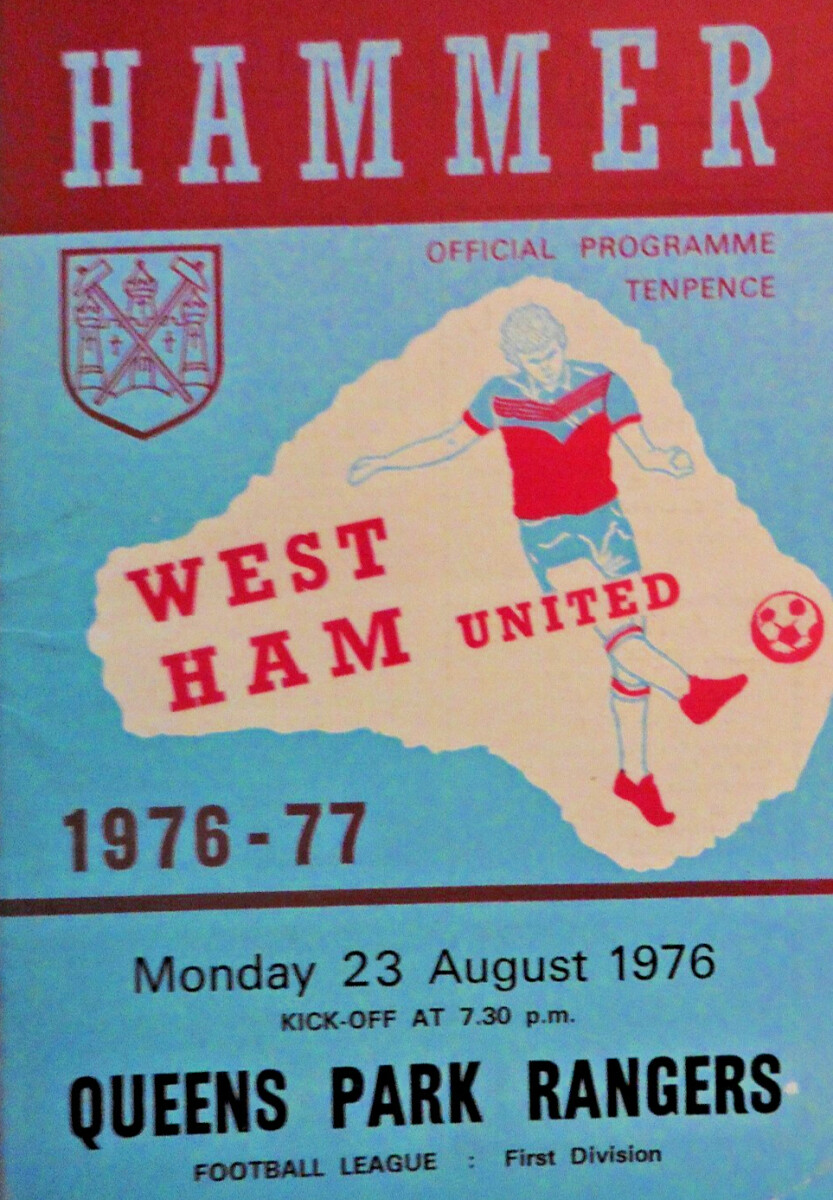 HAMMER
OFFICIAL PROGRAMME
TENPENCE
WEST
HAM UNITED
1976-77
Monday 23 August 1976
KICK-OFF AT 7.30 p.m.
QUEENS PARK RANGERS
FOOTBALL LEAGUE : First Division